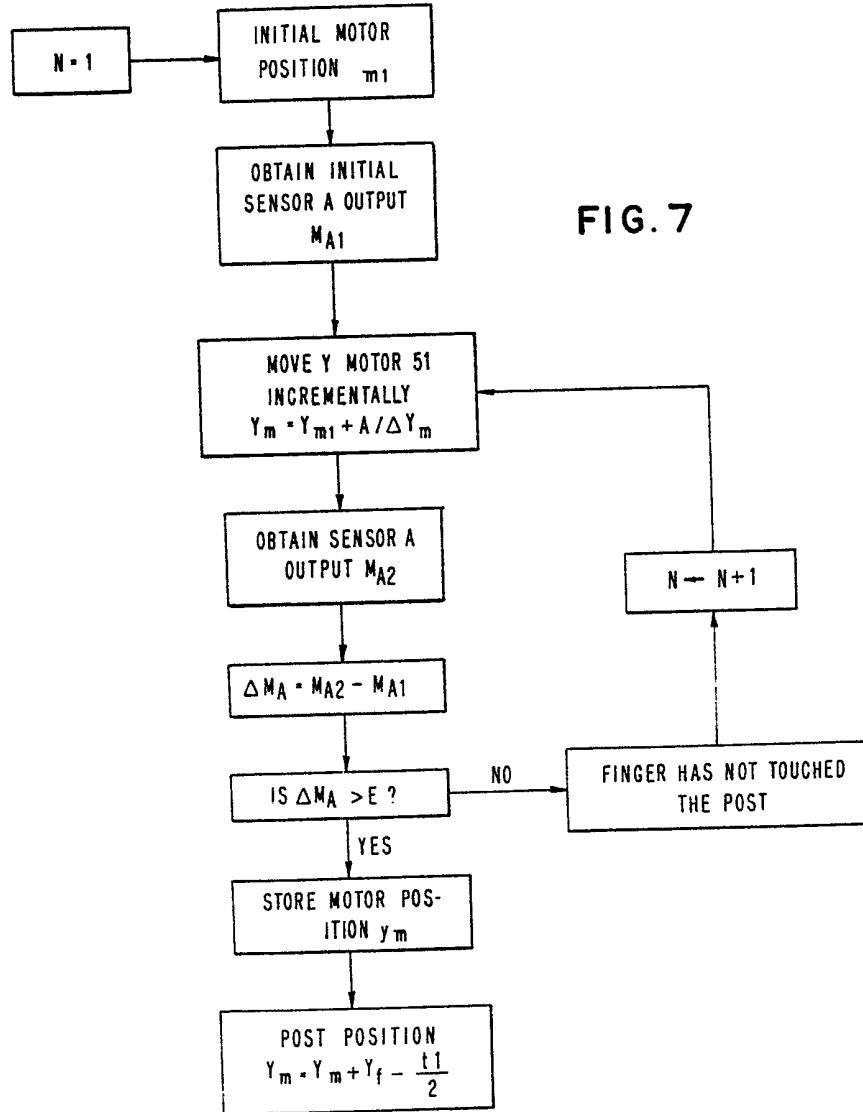 N = 1
INITIAL MOTOR
POSITION m1
OBTAIN INITIAL
SENSOR A OUTPUT
MA1
FIG. 7
MOVE Y MOTOR 51
INCREMENTALLY
Ym = Ym1 + A / ΔYm
OBTAIN SENSOR A
OUTPUT MA2
N ← N+1
ΔMA = MA2 − MA1
IS ΔMA > E ?
NO
FINGER HAS NOT TOUCHED
THE POST
YES
STORE MOTOR POS-
ITION ym
POST POSITION
Ym = Ym + Yf − t1/2